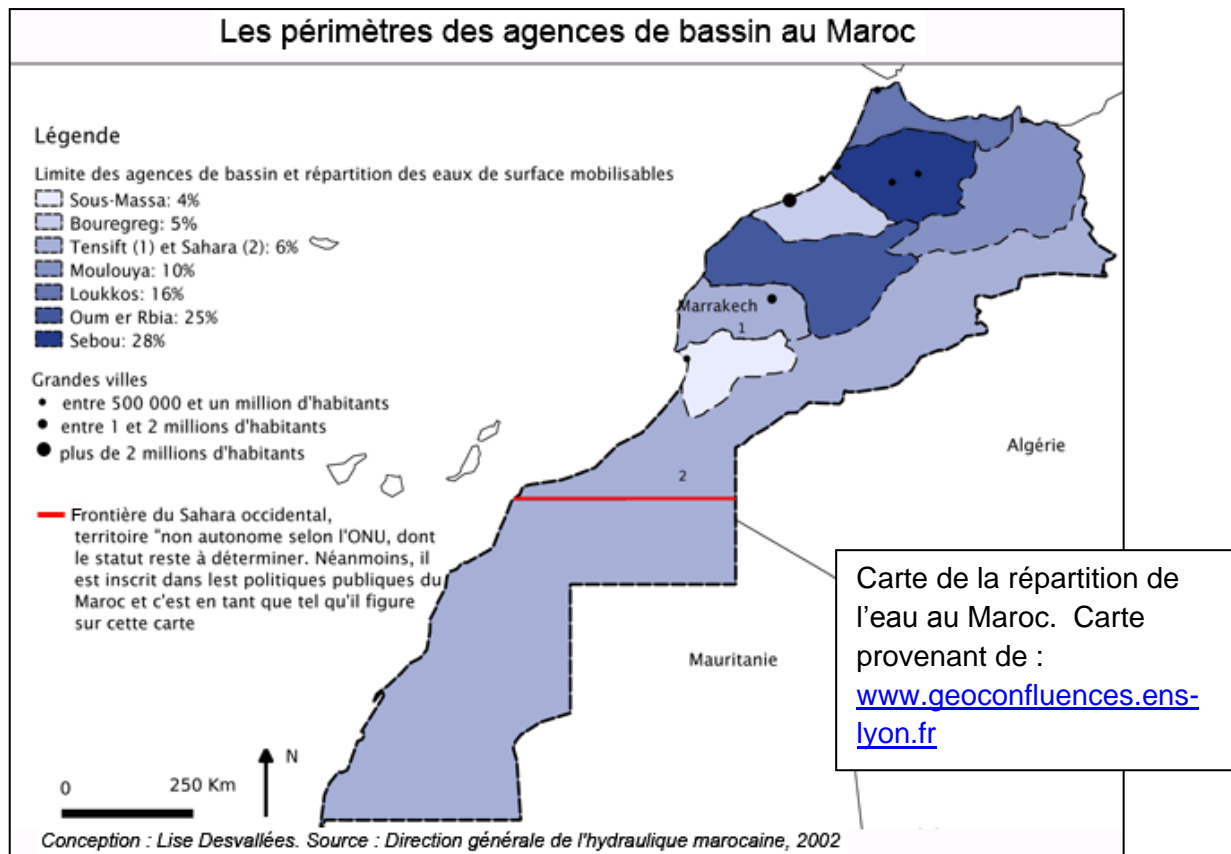 Les périmètres des agences de bassin au Maroc
Légende
Limite des agences de bassin et répartition des eaux de surface mobilisables
Sous-Massa: 4%
Bouregreg: 5%
Tensift (1) et Sahara (2): 6%
Moulouya: 10%
Loukkos: 16%
Oum er Rbia: 25%
Sebou: 28%
Grandes villes
entre 500 000 et un million d'habitants
entre 1 et 2 millions d'habitants
plus de 2 millions d'habitants
Frontière du Sahara occidental,
territoire "non autonome selon l'ONU, dont
le statut reste à déterminer. Néanmoins, il
est inscrit dans lest politiques publiques du
Maroc et c'est en tant que tel qu'il figure
sur cette carte
Marrakech
1
2
Algérie
Mauritanie
Carte de la répartition de
l'eau au Maroc. Carte
provenant de :
www.geoconfluences.ens-
lyon.fr
N
0 250 Km
Conception : Lise Desvallées. Source : Direction générale de l'hydraulique marocaine, 2002